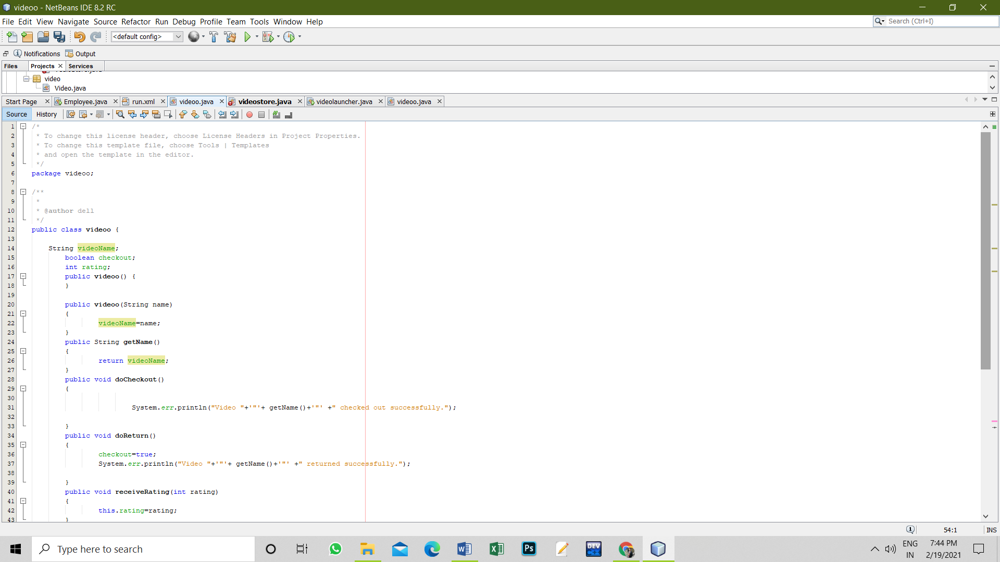 videoo - NetBeans IDE 8.2 RC
File Edit View Navigate Source Refactor Run Debug Profile Team Tools Window Help
Search (Ctrl+I)
<default config>
Notifications Output
Files Projects Services
video
Video.java
Start Page Employee.java run.xml videoo.java videostore.java videolauncher.java videoo.java
Source History
1 /*
2 * To change this license header, choose License Headers in Project Properties.
3 * To change this template file, choose Tools | Templates
4 * and open the template in the editor.
5 */
6 package videoo;
7
8 /**
9 *
10 * @author dell
11 */
12 public class videoo {
13
14 String videoName;
15 boolean checkout;
16 int rating;
17 public videoo() {
18 }
19
20 public videoo(String name)
21 {
22 videoName=name;
23 }
24 public String getName()
25 {
26 return videoName;
27 }
28 public void doCheckout()
29 {
30
31 System.err.println("Video "+'"'+ getName()+'"' +" checked out successfully.");
32
33 }
34 public void doReturn()
35 {
36 checkout=true;
37 System.err.println("Video "+'"'+ getName()+'"' +" returned successfully.");
38
39 }
40 public void receiveRating(int rating)
41 {
42 this.rating=rating;
43 }
54:1 INS
Type here to search
Ps
DEV C++
ENG
IN
7:44 PM
2/19/2021